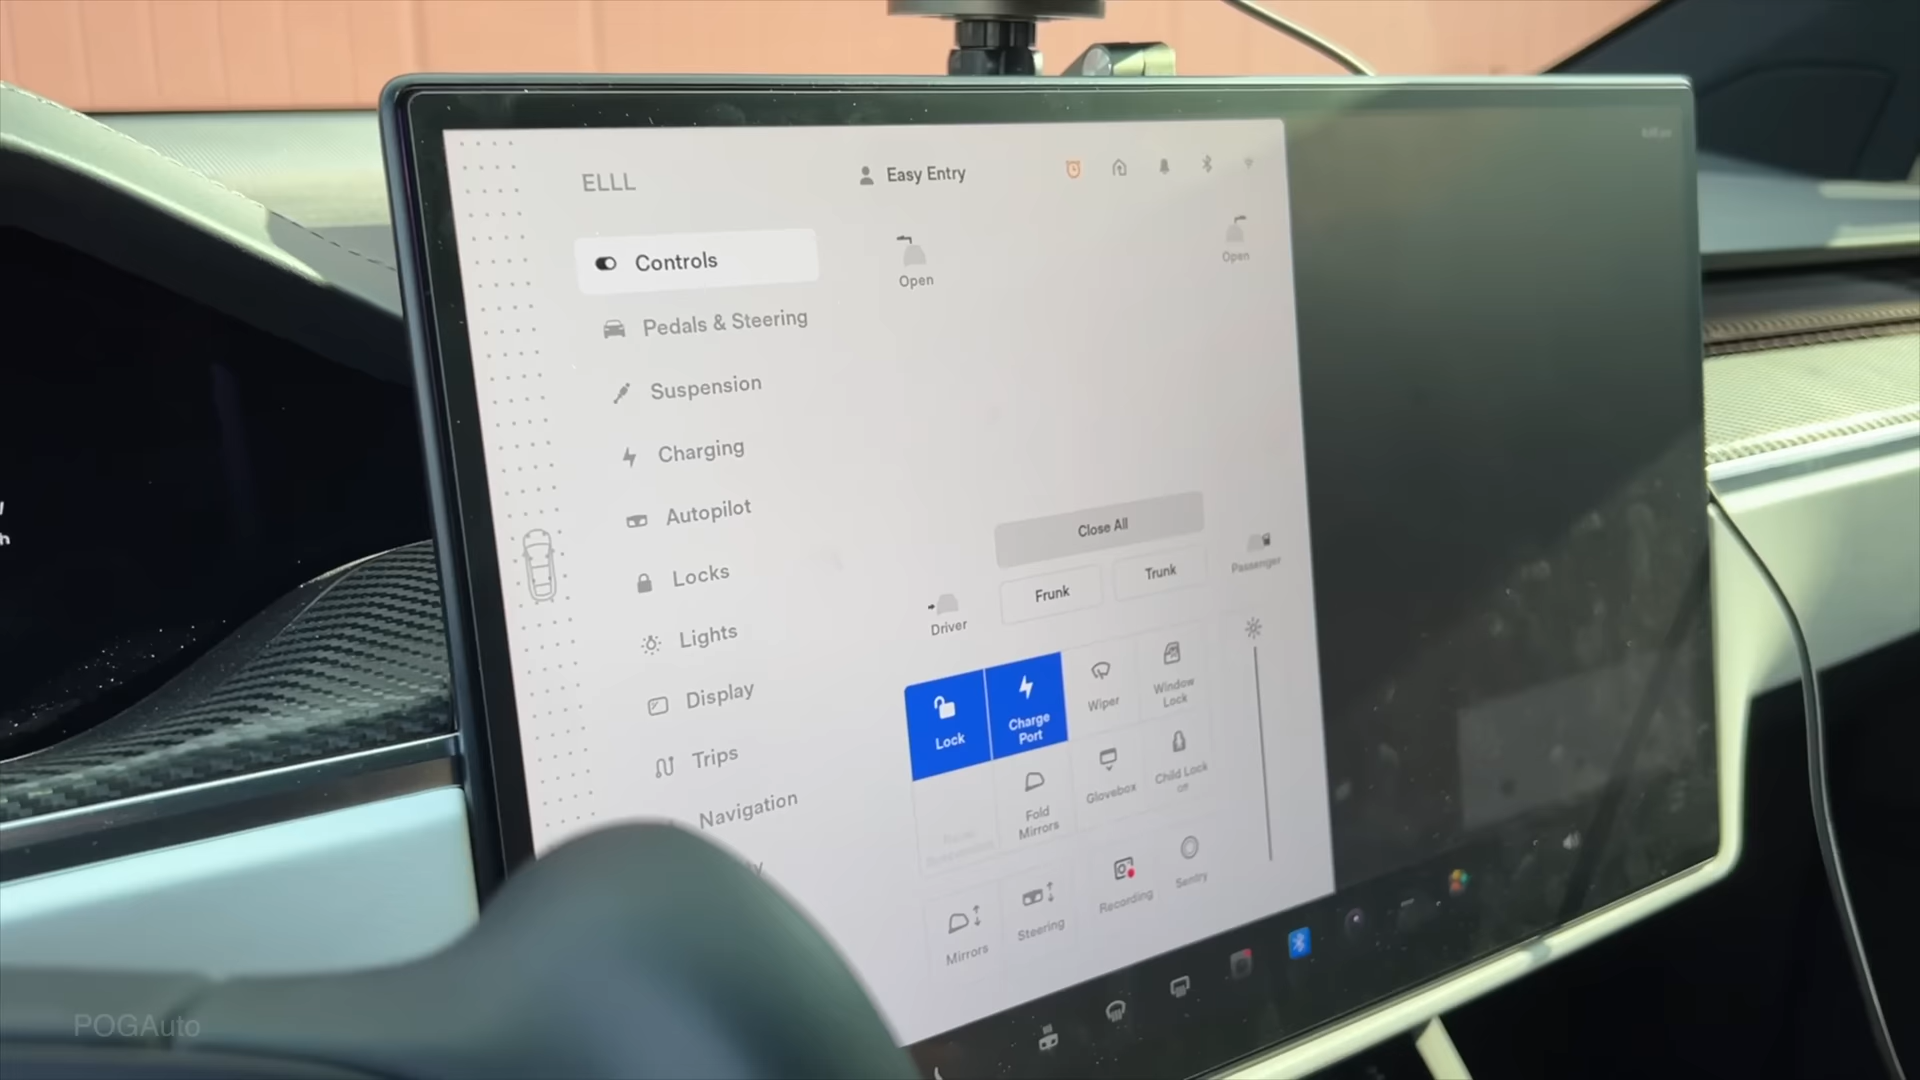 ELLL
Easy Entry
Controls
Open
Open
Pedals & Steering
Suspension
Charging
Autopilot
Close All
Locks
Frunk
Trunk
Passenger
Driver
Lights
Display
Lock
Charge
Port
Wiper
Window
Lock
Trips
Fold
Mirrors
Glovebox
Child Lock
Off
Navigation
Mirrors
Steering
Recording
Sentry
POGAuto